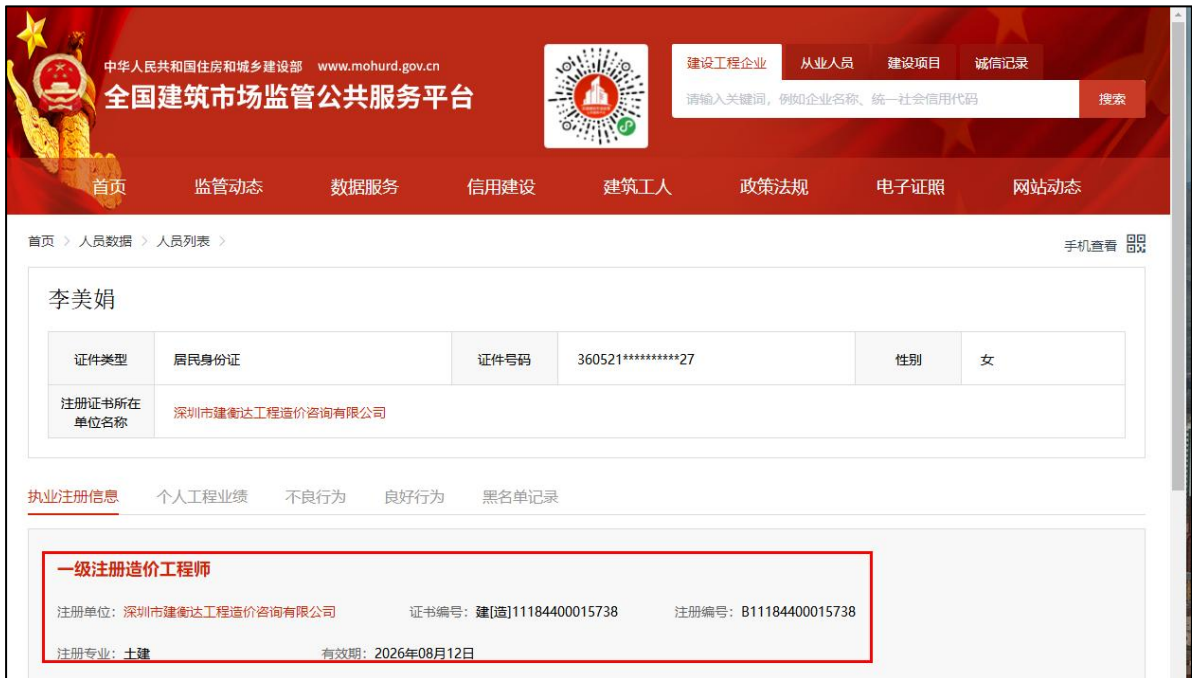 中华人民共和国住房和城乡建设部 www.mohurd.gov.cn
全国建筑市场监管公共服务平台
建设工程企业 从业人员 建设项目 诚信记录
请输入关键词，例如企业名称、统一社会信用代码 搜索
首页 监管动态 数据服务 信用建设 建筑工人 政策法规 电子证照 网站动态
首页 > 人员数据 > 人员列表 >
手机查看
李美娟
证件类型 居民身份证 证件号码 360521**********27 性别 女
注册证书所在
单位名称
深圳市建衡达工程造价咨询有限公司
执业注册信息 个人工程业绩 不良行为 良好行为 黑名单记录
一级注册造价工程师
注册单位：深圳市建衡达工程造价咨询有限公司 证书编号：建[造]11184400015738 注册编号：B11184400015738
注册专业：土建 有效期：2026年08月12日